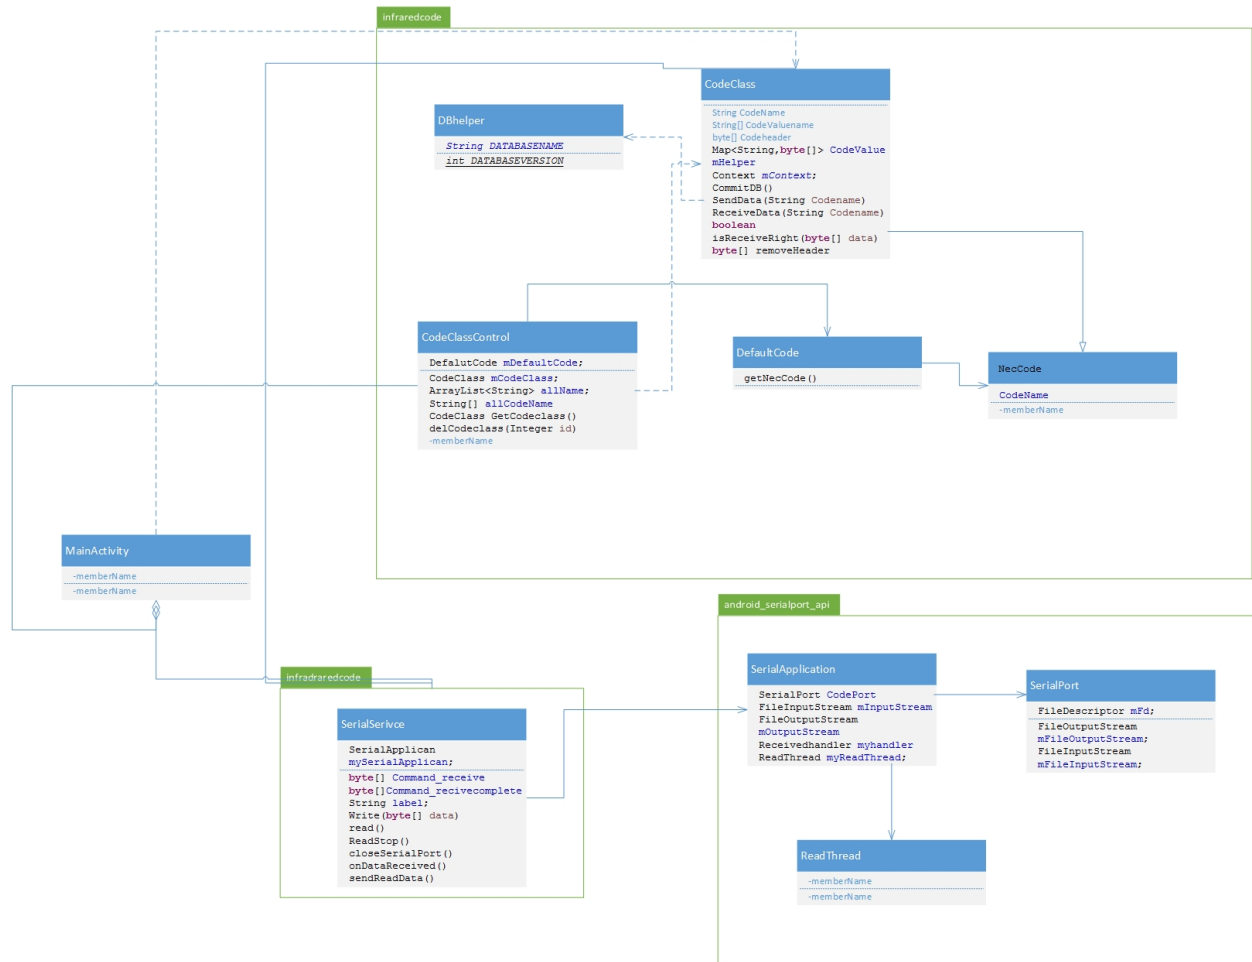 infraredcode
CodeClass
String CodeName
String[] CodeValuename
byte[] Codeheader
Map<String,byte[]> CodeValue
mHelper
Context mContext;
CommitDB()
SendData(String Codename)
ReceiveData(String Codename)
boolean
isReceiveRight(byte[] data)
byte[] removeHeader
DBhelper
String DATABASENAME
int DATABASEVERSION
CodeClassControl
DefalutCode mDefaultCode;
CodeClass mCodeClass;
ArrayList<String> allName;
String[] allCodeName
CodeClass GetCodeclass()
delCodeclass(Integer id)
-memberName
DefaultCode
getNecCode()
NecCode
CodeName
-memberName
MainActivity
-memberName
-memberName
infradraredcode
SerialSerivce
SerialApplican
mySerialApplican;
byte[] Command_receive
byte[]Command_recivecomplete
String label;
Write(byte[] data)
read()
ReadStop()
closeSerialPort()
onDataReceived()
sendReadData()
android_serialport_api
SerialApplication
SerialPort CodePort
FileInputStream mInputStream
FileOutputStream
mOutputStream
Receivedhandler myhandler
ReadThread myReadThread;
SerialPort
FileDescriptor mFd;
FileOutputStream
mFileOutputStream;
FileInputStream
mFileInputStream;
ReadThread
-memberName
-memberName